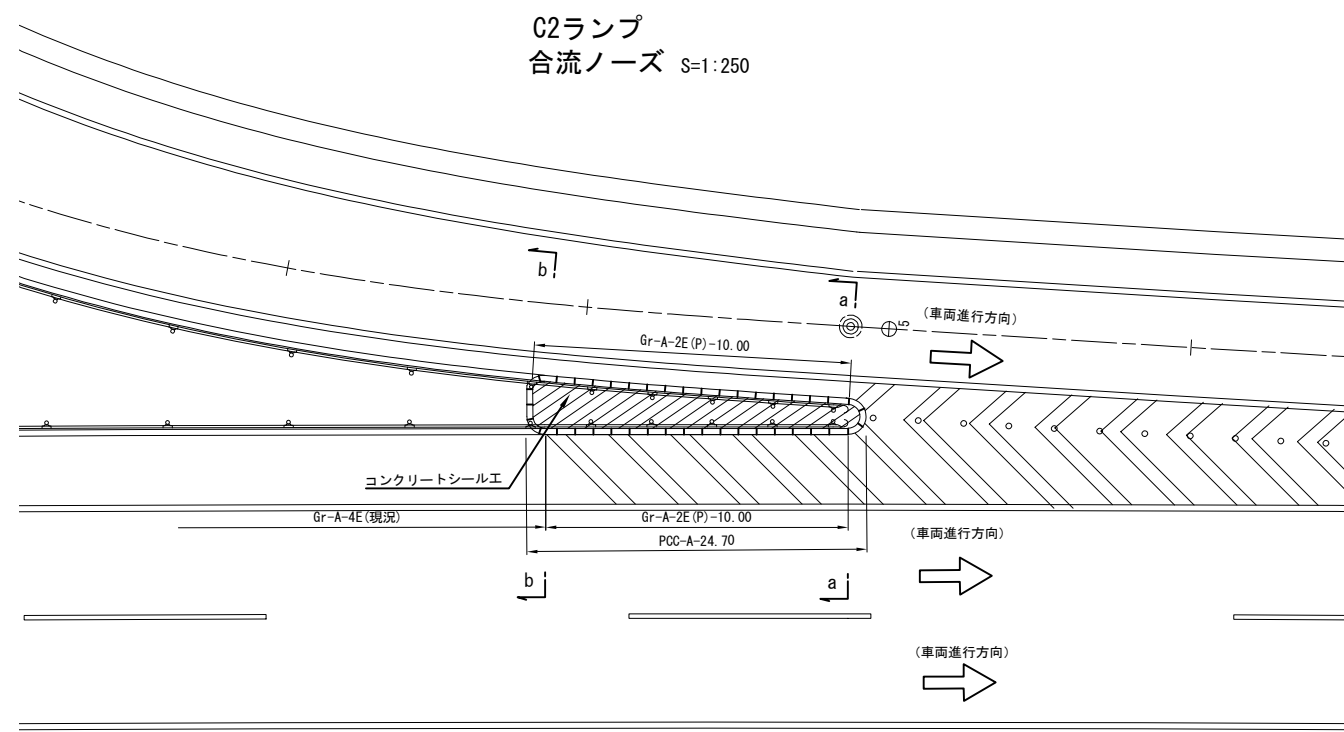 C2ランプ
合流ノーズ S=1:250
b
a
(車両進行方向)
5
Gr-A-2E(P)-10.00
コンクリートシール工
Gr-A-4E(現況)
Gr-A-2E(P)-10.00
PCC-A-24.70
(車両進行方向)
b
a
(車両進行方向)